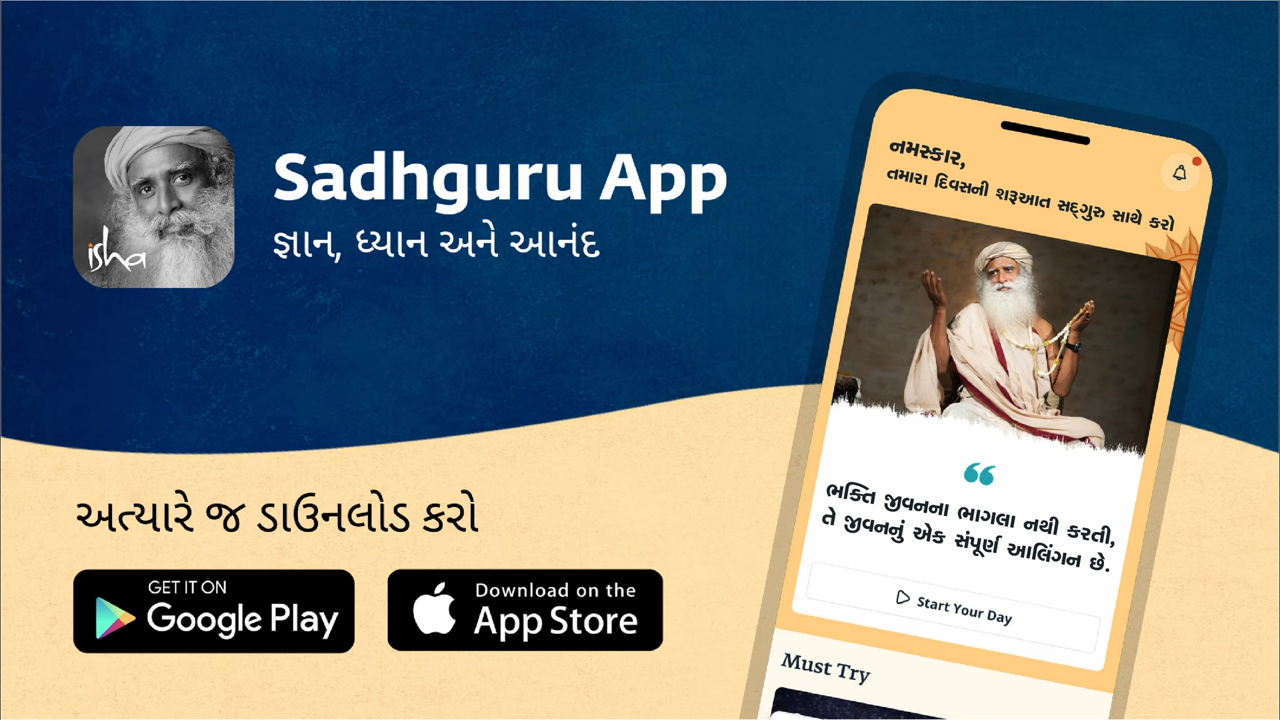 isha
Sadhguru App
જ્ઞાન, ધ્યાન અને આનંદ
અત્યારે જ ડાઉનલોડ કરો
GET IT ON
Google Play
Download on the
App Store
નમસ્કાર,
તમારા દિવસની શરૂઆત સદ્‌ગુરુ સાથે કરો
“
ભક્તિ જીવનના ભાગલા નથી કરતી,
તે જીવનનું એક સંપૂર્ણ આલિંગન છે.
Start Your Day
Must Try